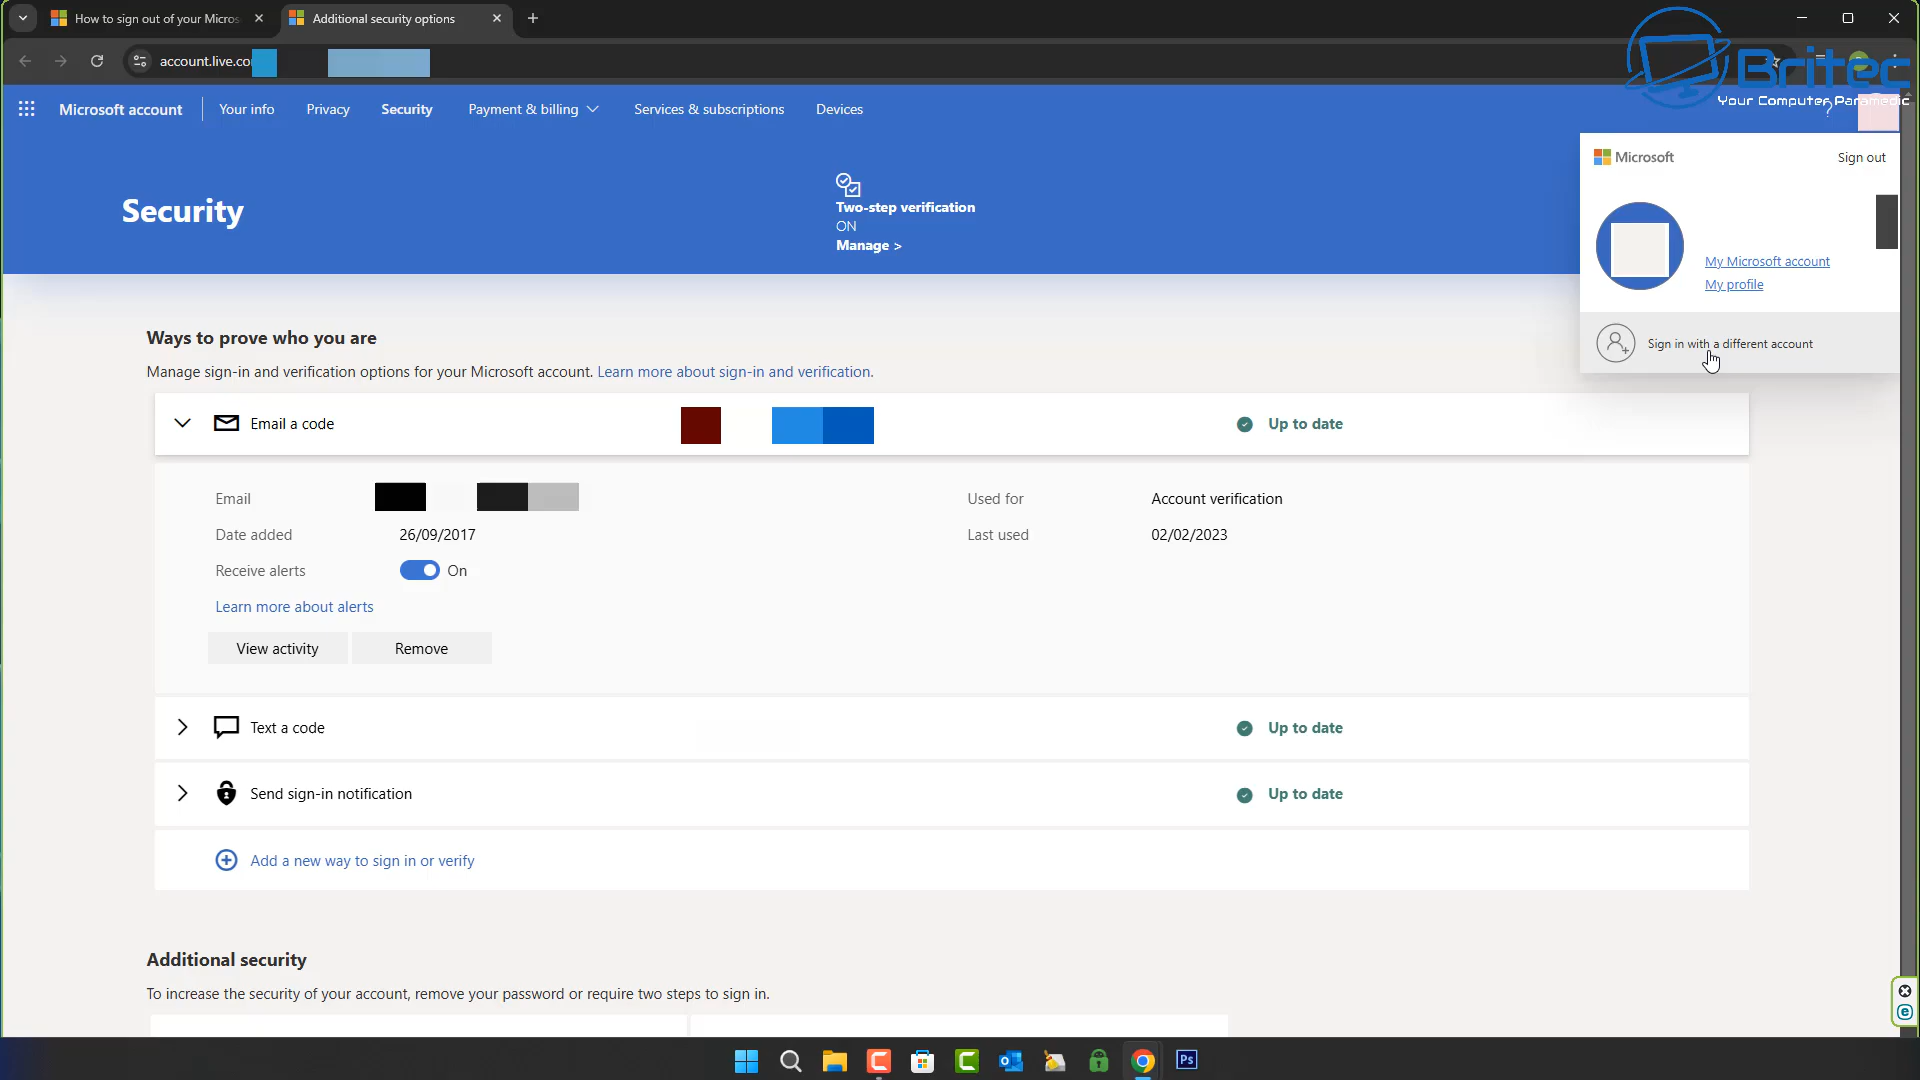 How to sign out of your Micros
Additional security options
account.live.co
Britec
Your Computer Paramedic
Microsoft account
Your info
Privacy
Security
Payment & billing
Services & subscriptions
Devices
?
Microsoft
Sign out
My Microsoft account
My profile
Sign in with a different account
Security
Two-step verification
ON
Manage >
Ways to prove who you are
Manage sign-in and verification options for your Microsoft account. Learn more about sign-in and verification.
Email a code
Up to date
Email
Used for
Account verification
Date added
26/09/2017
Last used
02/02/2023
Receive alerts
On
Learn more about alerts
View activity
Remove
Text a code
Up to date
Send sign-in notification
Up to date
Add a new way to sign in or verify
Additional security
To increase the security of your account, remove your password or require two steps to sign in.
Ps